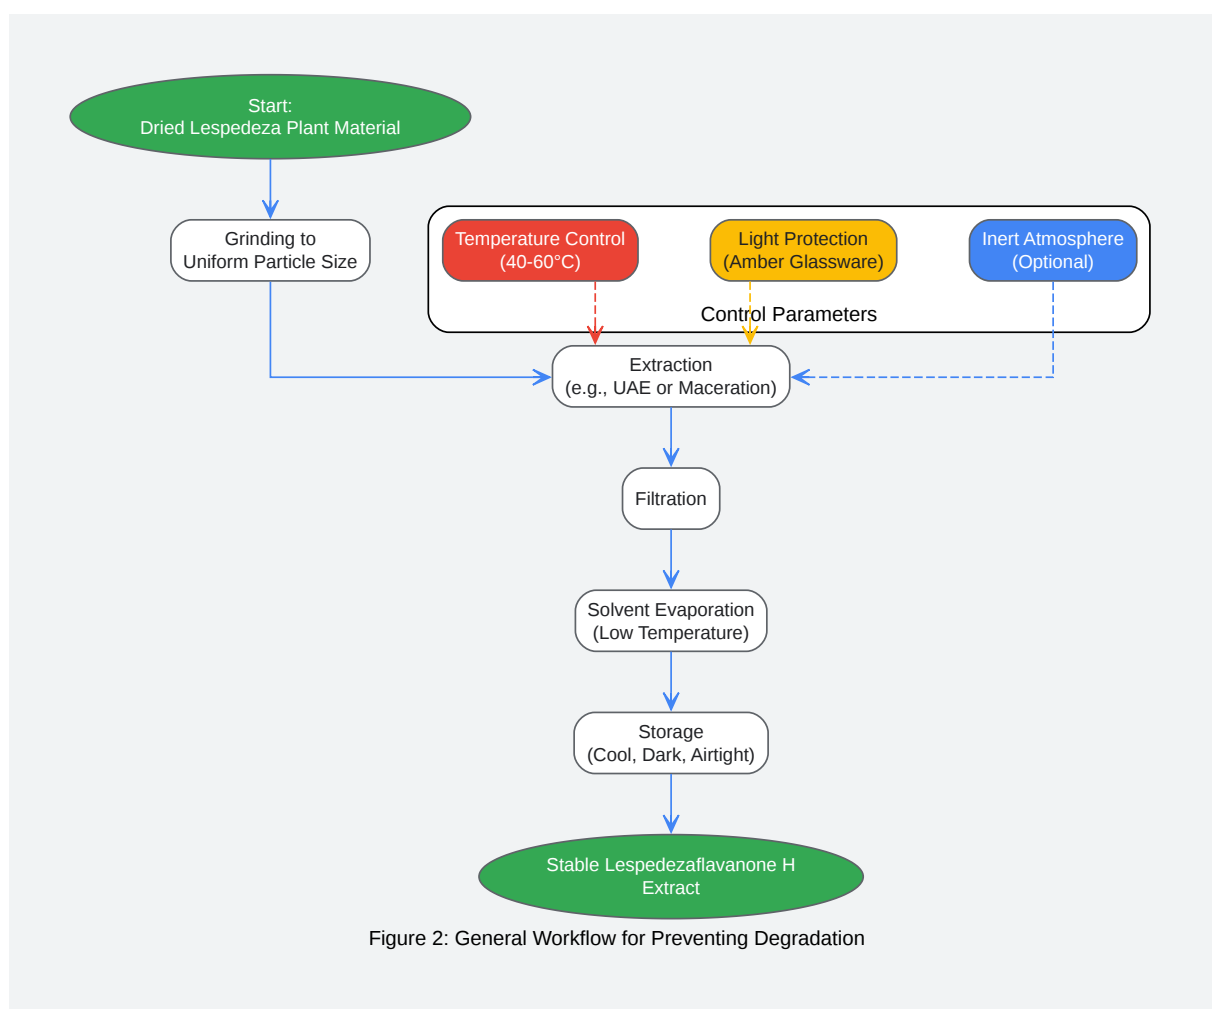 Start:
Dried Lespedeza Plant Material
Grinding to
Uniform Particle Size
Temperature Control
(40-60°C)
Light Protection
(Amber Glassware)
Inert Atmosphere
(Optional)
Control Parameters
Extraction
(e.g., UAE or Maceration)
Filtration
Solvent Evaporation
(Low Temperature)
Storage
(Cool, Dark, Airtight)
Stable Lespedezaflavanone H
Extract
Figure 2: General Workflow for Preventing Degradation